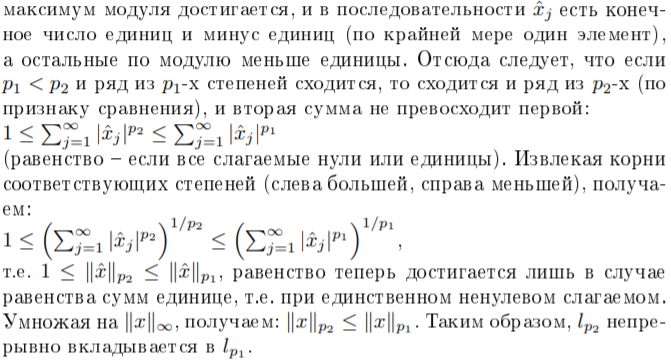 максимум модуля достигается, и в последовательности $\hat{x}_j$ есть конеч-
ное число единиц и минус единиц (по крайней мере один элемент),
а остальные по модулю меньше единицы. Отсюда следует, что если
$p_1 < p_2$ и ряд из $p_1$-х степеней сходится, то сходится и ряд из $p_2$-х (по
признаку сравнения), и вторая сумма не превосходит первой:
$1 \leq \sum_{j=1}^{\infty} |\hat{x}_j|^{p_2} \leq \sum_{j=1}^{\infty} |\hat{x}_j|^{p_1}$
(равенство – если все слагаемые нули или единицы). Извлекая корни
соответствующих степеней (слева большей, справа меньшей), получа-
ем:
$1 \leq \left( \sum_{j=1}^{\infty} |\hat{x}_j|^{p_2} \right)^{1/p_2} \leq \left( \sum_{j=1}^{\infty} |\hat{x}_j|^{p_1} \right)^{1/p_1}$,
т.е. $1 \leq \|\hat{x}\|_{p_2} \leq \|\hat{x}\|_{p_1}$, равенство теперь достигается лишь в случае
равенства сумм единице, т.е. при единственном ненулевом слагаемом.
Умножая на $\|x\|_{\infty}$, получаем: $\|x\|_{p_2} \leq \|x\|_{p_1}$. Таким образом, $l_{p_2}$ непре-
рывно вкладывается в $l_{p_1}$.